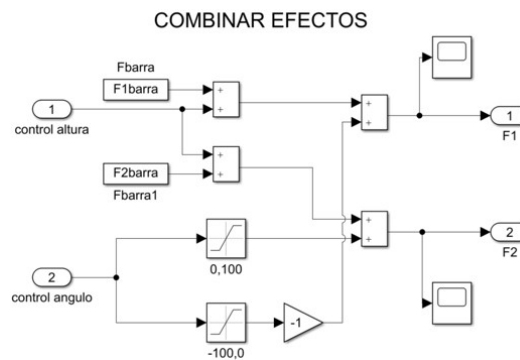 COMBINAR EFECTOS
Fbarra
F1barra
1
control altura
F2barra
Fbarra1
+
+
+
+
+
+
+
+
1
F1
2
F2
2
control angulo
0,100
-100,0
-1